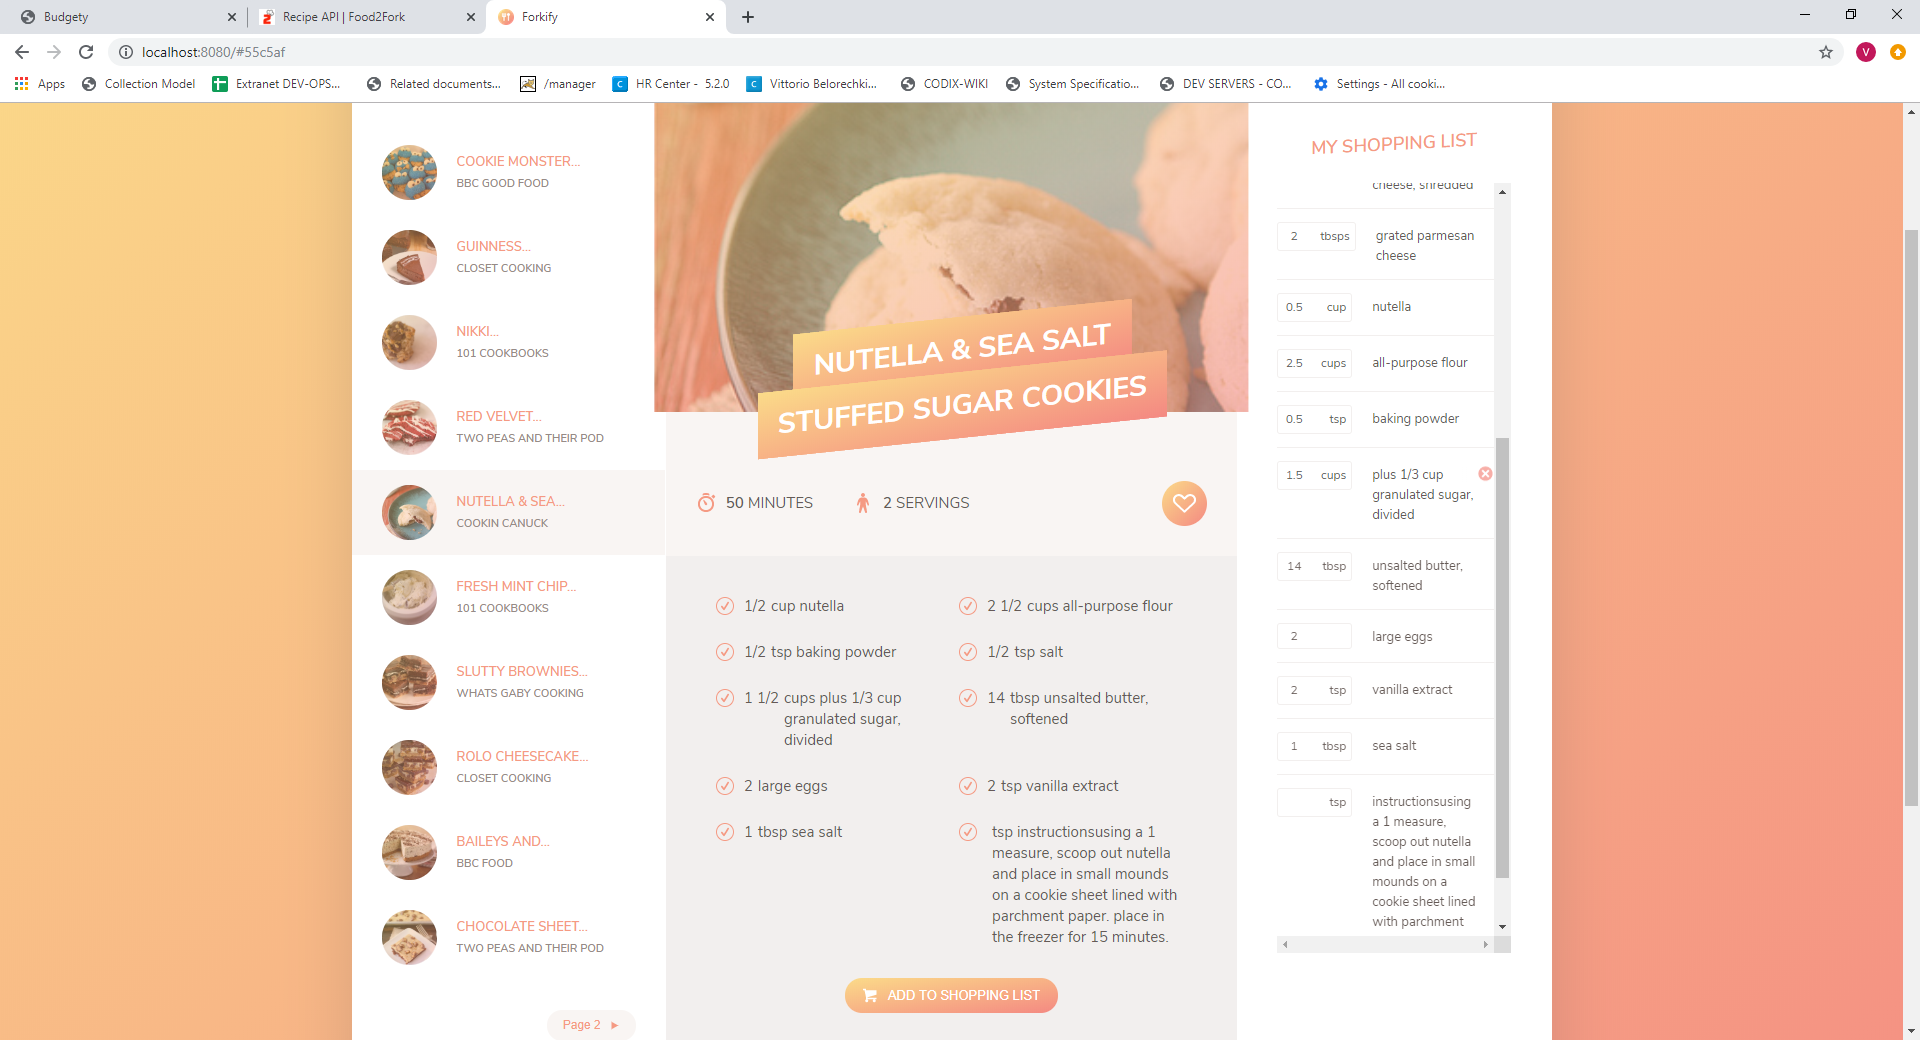 Budgety
Recipe API | Food2Fork
Forkify
localhost:8080/#55c5af
V
Apps
Collection Model
Extranet DEV-OPS...
Related documents...
/manager
C
HR Center - 5.2.0
C
Vittorio Belorechki...
CODIX-WIKI
System Specificatio...
DEV SERVERS - CO...
Settings - All cooki...
COOKIE MONSTER...
BBC GOOD FOOD
GUINNESS...
CLOSET COOKING
NIKKI...
101 COOKBOOKS
RED VELVET...
TWO PEAS AND THEIR POD
NUTELLA & SEA...
COOKIN CANUCK
FRESH MINT CHIP...
101 COOKBOOKS
SLUTTY BROWNIES...
WHATS GABY COOKING
ROLO CHEESECAKE...
CLOSET COOKING
BAILEYS AND...
BBC FOOD
CHOCOLATE SHEET...
TWO PEAS AND THEIR POD
Page 2
NUTELLA & SEA SALT
STUFFED SUGAR COOKIES
50 MINUTES
2 SERVINGS
1/2 cup nutella
2 1/2 cups all-purpose flour
1/2 tsp baking powder
1/2 tsp salt
1 1/2 cups plus 1/3 cup
granulated sugar,
divided
14 tbsp unsalted butter,
softened
2 large eggs
2 tsp vanilla extract
1 tbsp sea salt
tsp instructionsusing a 1
measure, scoop out nutella
and place in small mounds
on a cookie sheet lined with
parchment paper. place in
the freezer for 15 minutes.
ADD TO SHOPPING LIST
MY SHOPPING LIST
cheese, shredded
2 tbsps grated parmesan
cheese
0.5 cup nutella
2.5 cups all-purpose flour
0.5 tsp baking powder
1.5 cups plus 1/3 cup
granulated sugar,
divided
14 tbsp unsalted butter,
softened
2 large eggs
2 tsp vanilla extract
1 tbsp sea salt
tsp instructionsusing
a 1 measure,
scoop out nutella
and place in small
mounds on a
cookie sheet lined
with parchment